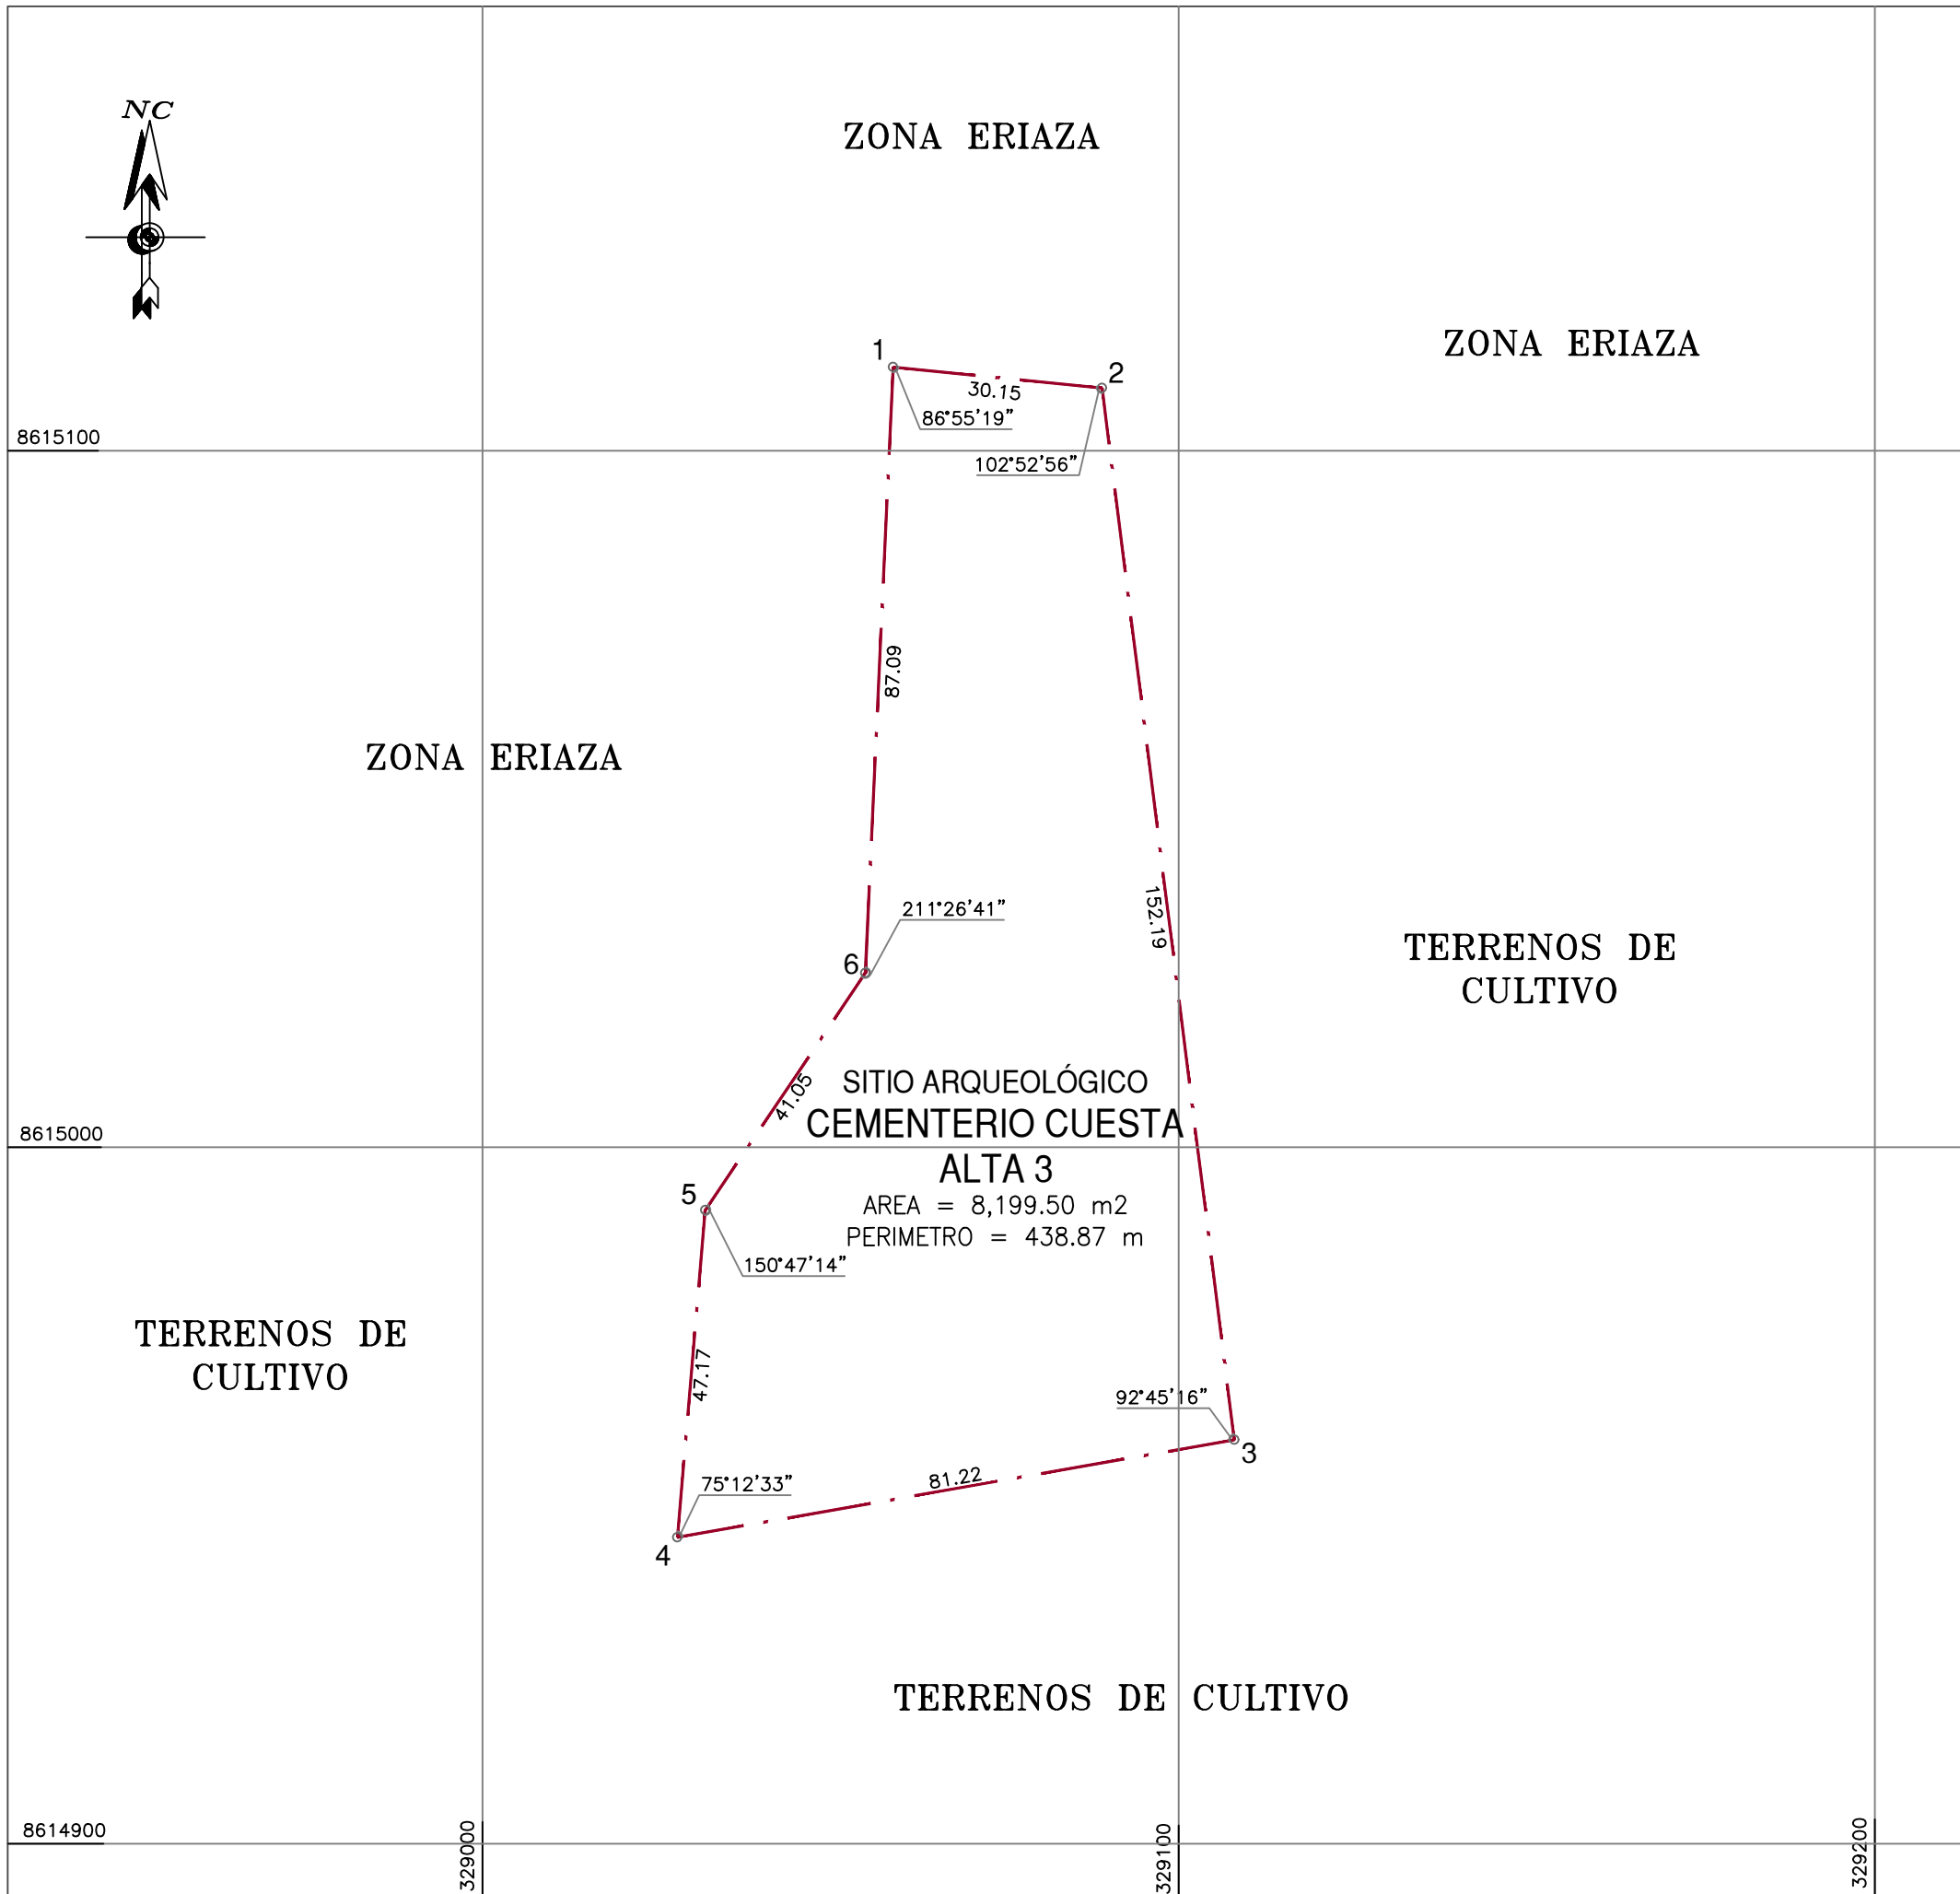 NC
ZONA ERIAZA
ZONA ERIAZA
1
2
30.15
86°55'19"
8615100
102°52'56"
87.09
ZONA ERIAZA
152.19
211°26'41"
6
TERRENOS DE
CULTIVO
41.05
SITIO ARQUEOLÓGICO
CEMENTERIO CUESTA
ALTA 3
AREA = 8,199.50 m2
PERIMETRO = 438.87 m
8615000
5
150°47'14"
TERRENOS DE
CULTIVO
47.17
92°45'16"
3
81.22
75°12'33"
4
TERRENOS DE CULTIVO
8614900
329000
329100
329200